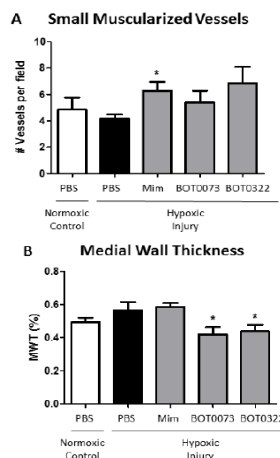 A Small Muscularized Vessels
# Vessels per field
10
8
6
4
2
0
*
PBS PBS Mim BOT0073 BOT0322
Normoxic Control
Hypoxic Injury
B Medial Wall Thickness
MWT (%)
0.8
0.6
0.4
0.2
0.0
* *
PBS PBS Mim BOT0073 BOT0322
Normoxic Control
Hypoxic Injury